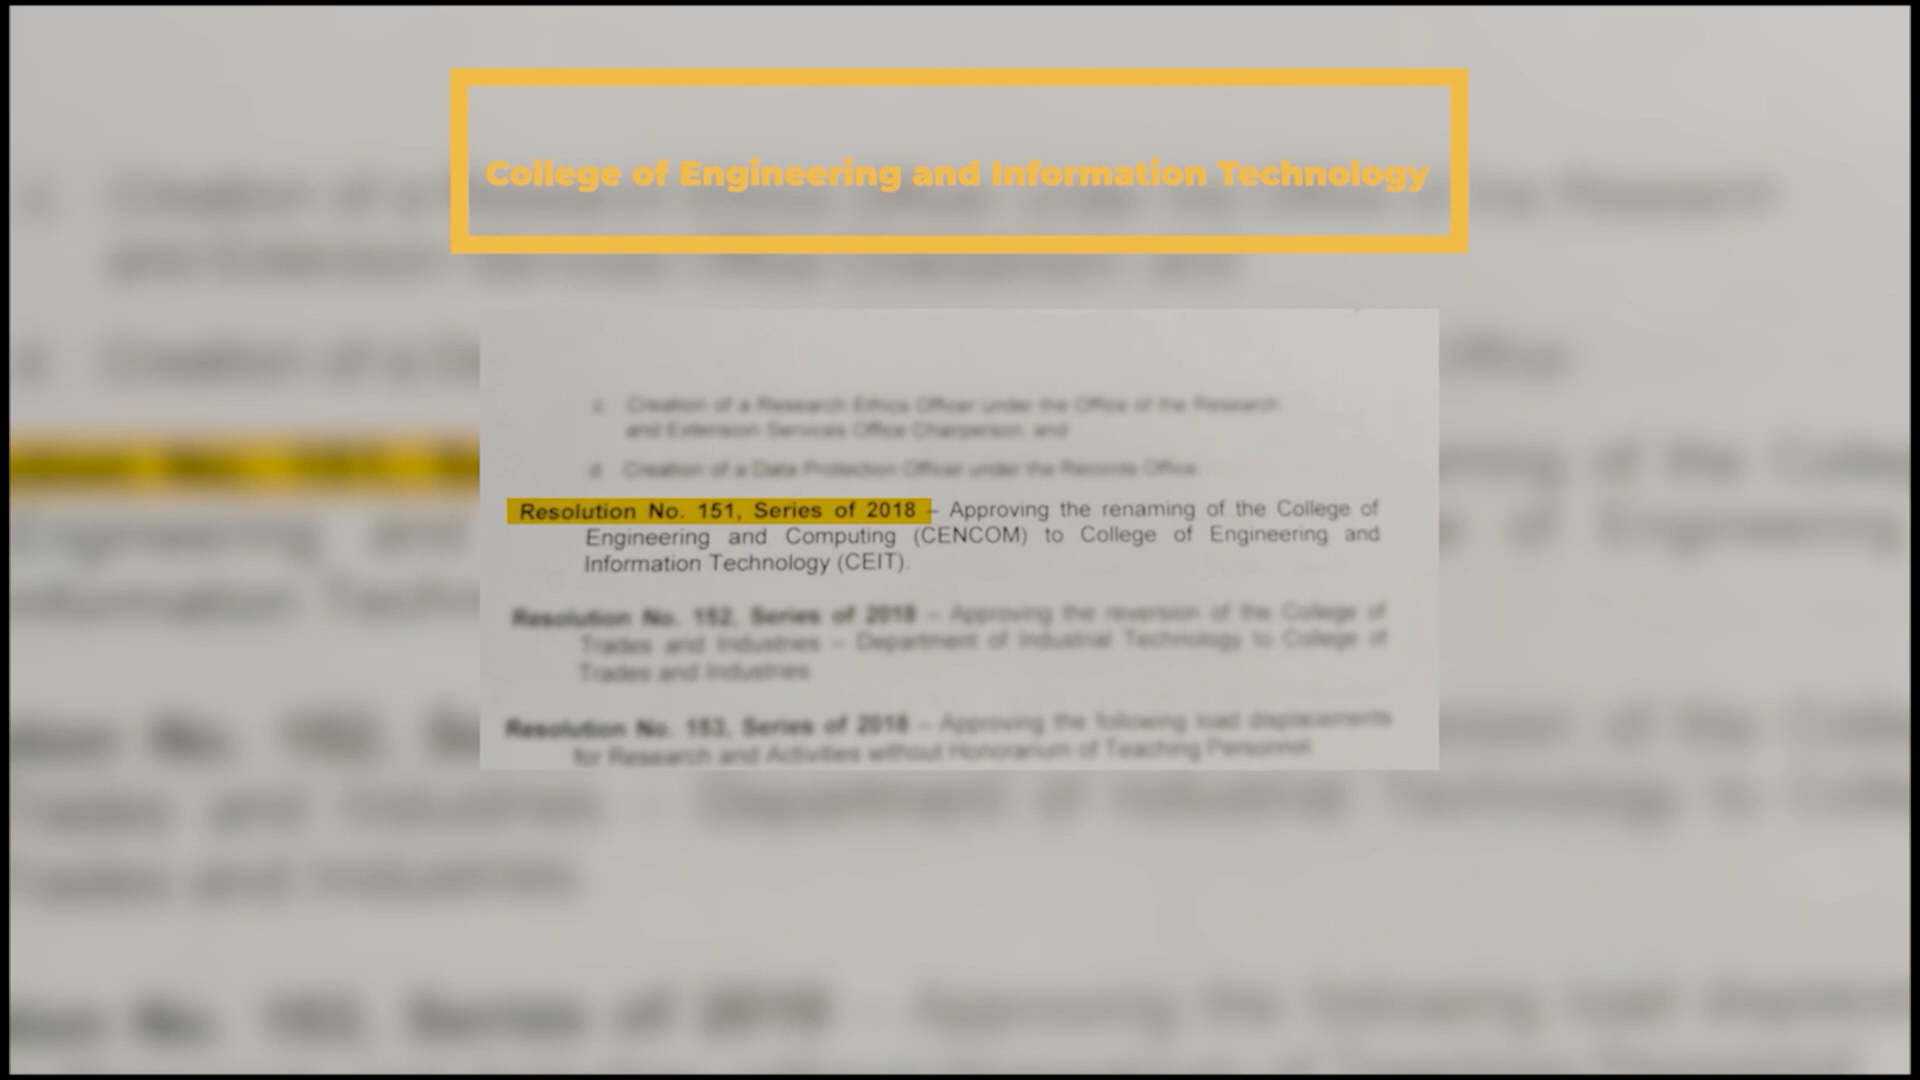 College of Engineering and Information Technology
c. Creation of a Research Ethics Officer under the Office of the Research
and Extension Services Office Chairperson; and
d. Creation of a Data Protection Officer under the Records Office.
Resolution No. 151, Series of 2018 – Approving the renaming of the College of
Engineering and Computing (CENCOM) to College of Engineering and
Information Technology (CEIT).
Resolution No. 152, Series of 2018 – Approving the reversion of the College of
Trades and Industries – Department of Industrial Technology to College of
Trades and Industries
Resolution No. 153, Series of 2018 – Approving the following load displacements
for Research and Activities without Honorarium of Teaching Personnel: